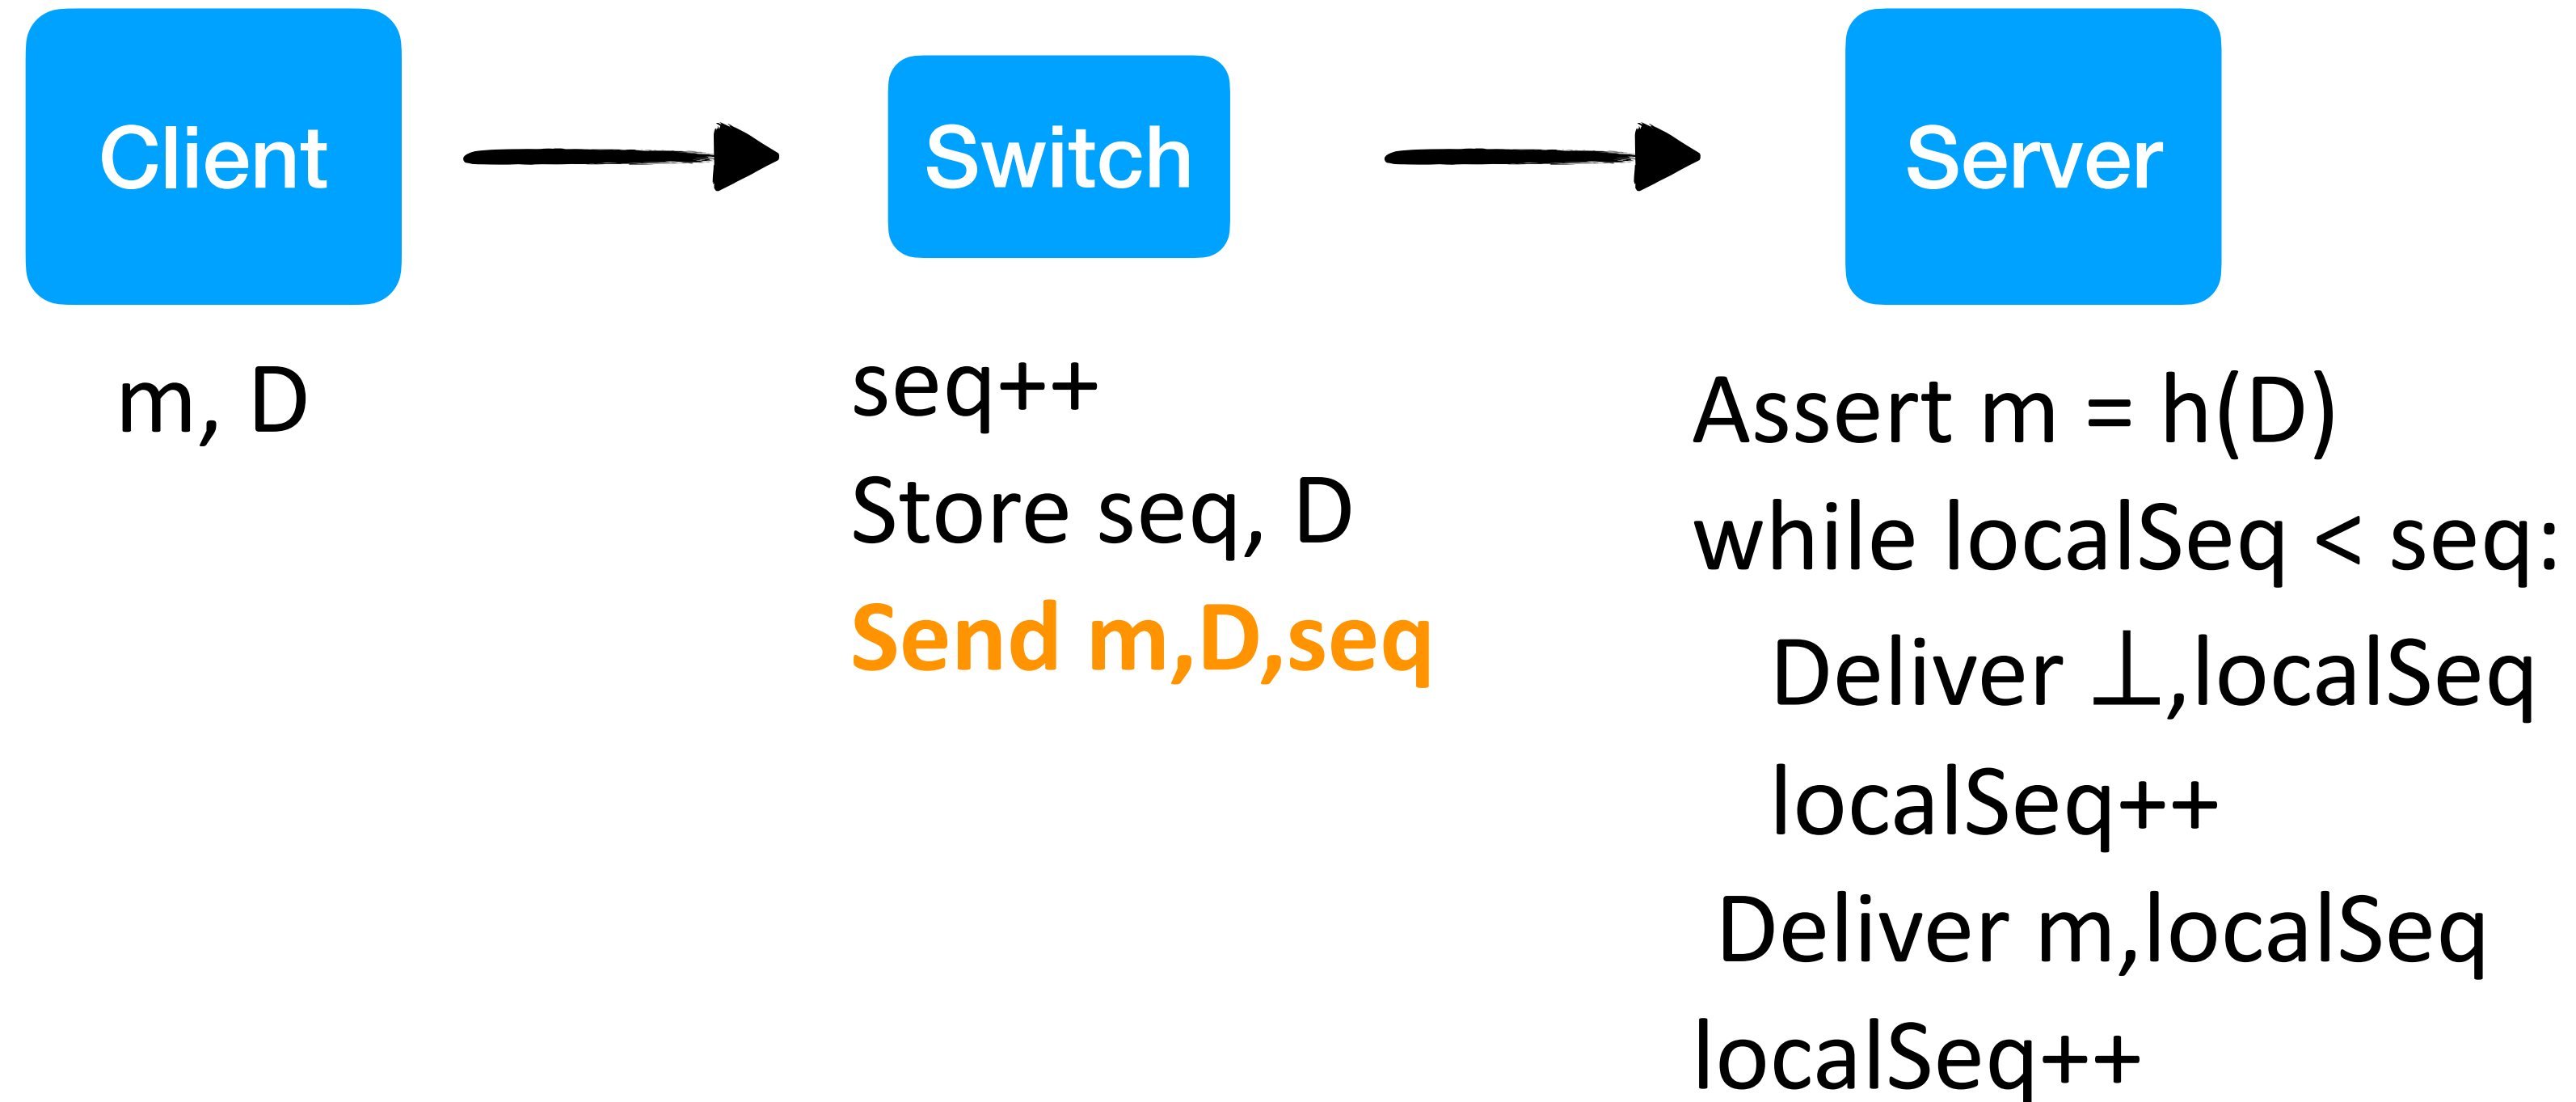 Client
Switch
Server
m, D
seq++
Store seq, D
Send m,D,seq
Assert m = h(D)
while localSeq < seq:
Deliver ⊥,localSeq
localSeq++
Deliver m,localSeq
localSeq++